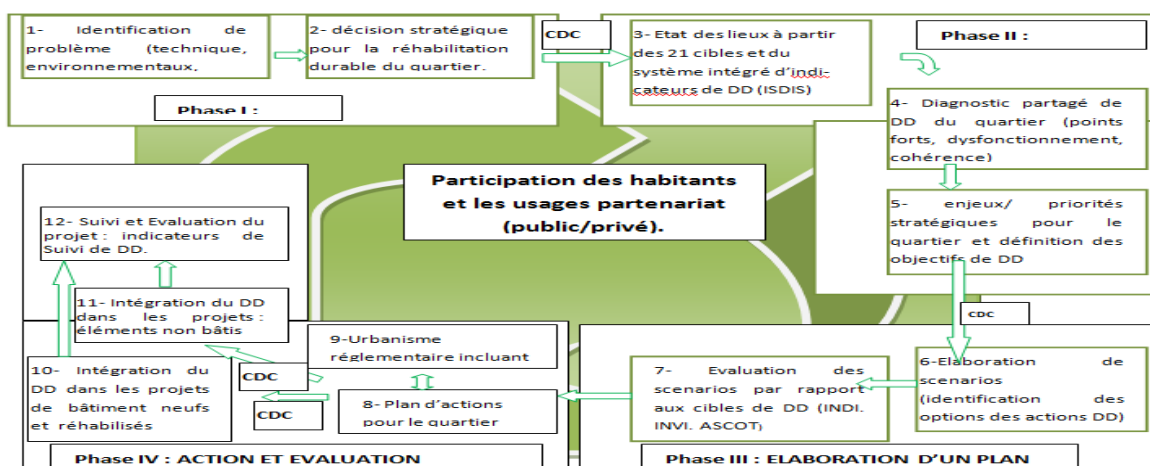 1- Identification de
problème (technique,
environnementaux,
Phase I :
2- décision stratégique
pour la réhabilitation
durable du quartier.
CDC
3- Etat des lieux à partir
des 21 cibles et du
système intégré d'indi-
cateurs de DD (ISDIS)
Phase II :
4- Diagnostic partagé de
DD du quartier (points
forts, dysfonctionnement,
cohérence)
Participation des habitants
et les usages partenariat
(public/privé).
5- enjeux/ priorités
stratégiques pour le
quartier et définition des
objectifs de DD
CDC
6-Elaboration de
scenarios
(identification des
options des actions DD)
7- Evaluation des
scenarios par rapport
aux cibles de DD (INDI.
INVI. ASCOT)
Phase III : ELABORATION D'UN PLAN
8- Plan d'actions
pour le quartier
9-Urbanisme
réglementaire incluant
CDC
CDC
10- Intégration du
DD dans les projets
de bâtiment neufs
et réhabilisés
11- Intégration du DD
dans les projets :
éléments non bâtis
12- Suivi et Evaluation du
projet : indicateurs de
Suivi de DD.
Phase IV : ACTION ET EVALUATION